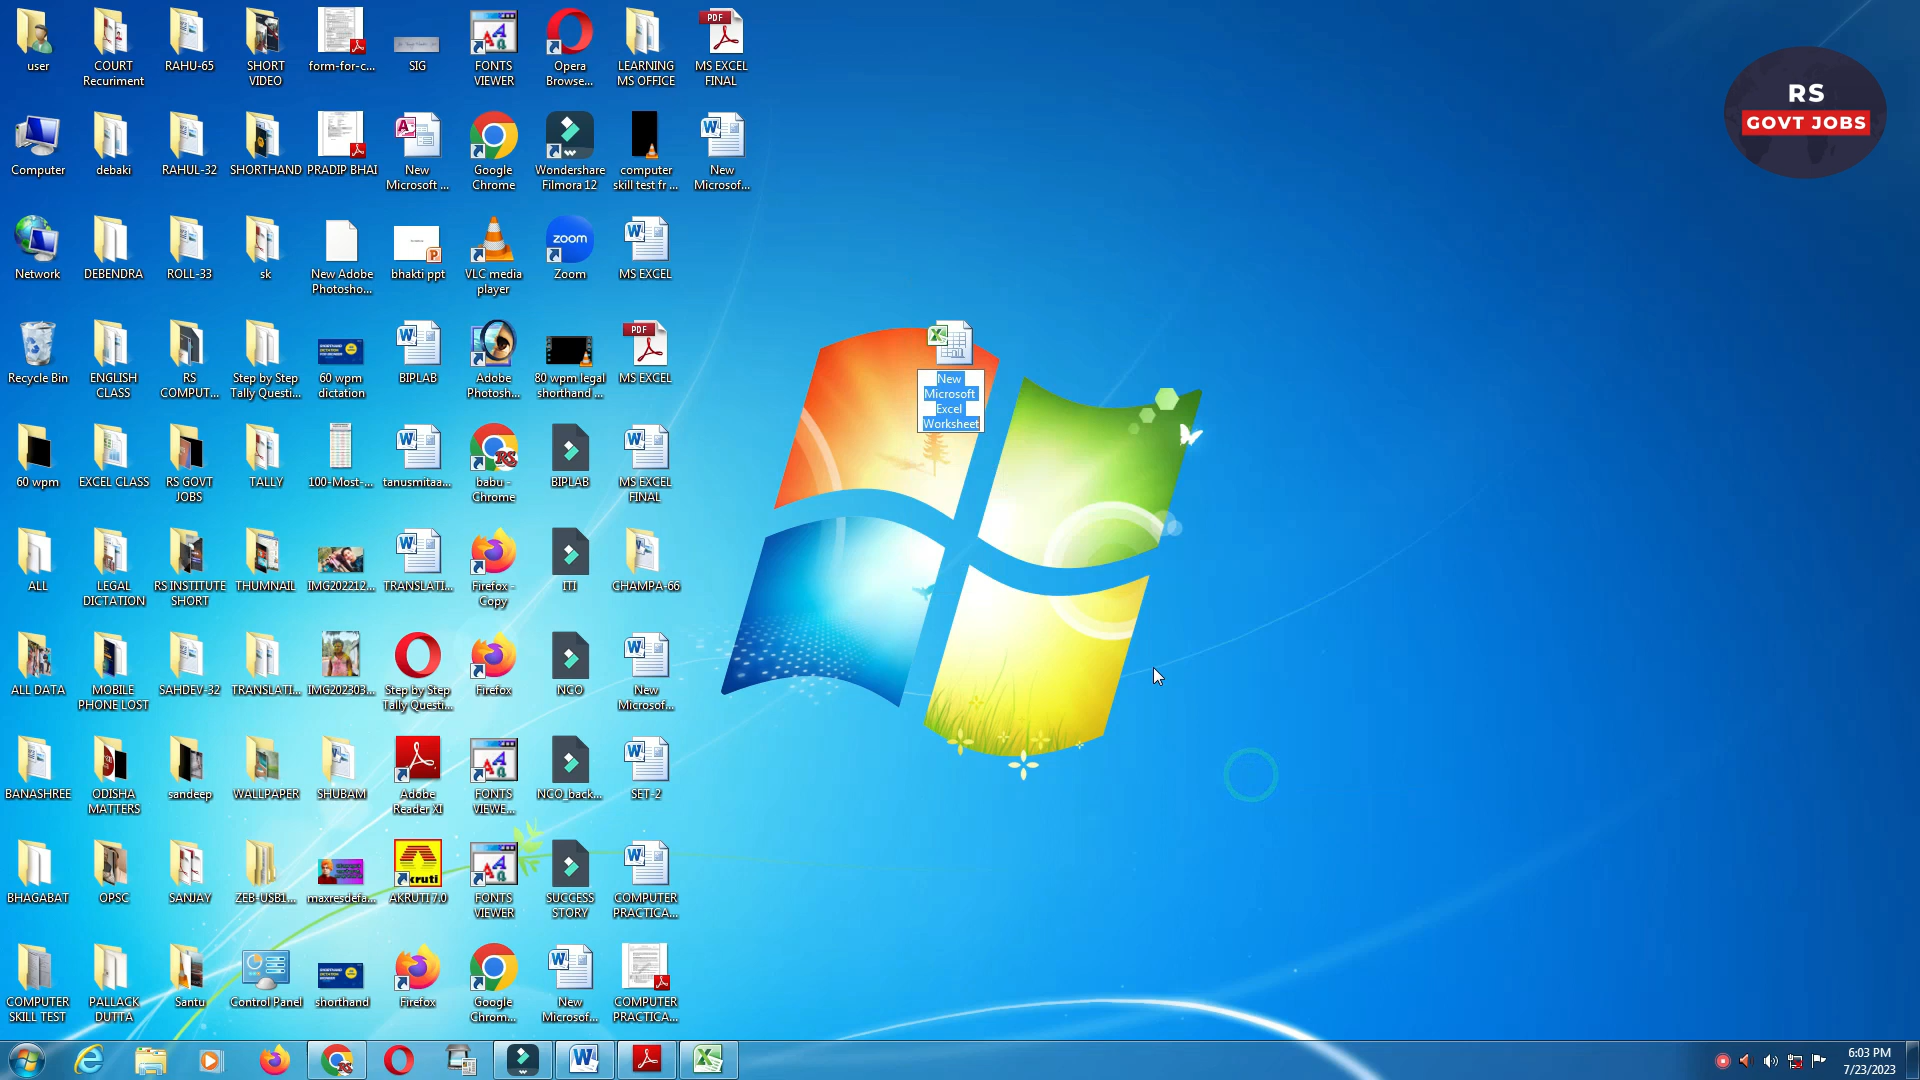 user
COURT
Recuriment
RAHU-65
SHORT
VIDEO
form-for-c...
SIG
FONTS
VIEWER
Opera
Browse...
LEARNING
MS OFFICE
PDF
MS EXCEL
FINAL
RS
GOVT JOBS
Computer
debaki
RAHUL-32
SHORTHAND
PRADIP BHAI
New
Microsoft ...
Google
Chrome
Wondershare
Filmora 12
computer
skill test fr ...
New
Microsof...
Network
DEBENDRA
ROLL-33
sk
New Adobe
Photosho...
bhakti ppt
VLC media
player
zoom
Zoom
MS EXCEL
Recycle Bin
ENGLISH
CLASS
RS
COMPUT...
Step by Step
Tally Questi...
60 wpm
dictation
BIPLAB
Adobe
Photosh...
80 wpm legal
shorthand ...
PDF
MS EXCEL
New
Microsoft
Excel
Worksheet
60 wpm
EXCEL CLASS
RS GOVT
JOBS
TALLY
100-Most-...
tanusmitaa...
RS
babu -
Chrome
BIPLAB
MS EXCEL
FINAL
ALL
LEGAL
DICTATION
RS INSTITUTE
SHORT
THUMNAIL
IMG202212...
TRANSLATI...
Firefox -
Copy
ITI
CHAMPA-66
ALL DATA
MOBILE
PHONE LOST
SAHDEV-32
TRANSLATI...
IMG202303...
Step by Step
Tally Questi...
Firefox
NCO
New
Microsof...
BANASHREE
ODISHA
MATTERS
sandeep
WALLPAPER
SHUBAM
Adobe
Reader XI
FONTS
VIEWE...
NCO_back...
SET-2
BHAGABAT
OPSC
SANJAY
ZEB-USB1...
maxresdefa...
kruti
AKRUTI 7.0
FONTS
VIEWER
SUCCESS
STORY
COMPUTER
PRACTICA...
COMPUTER
SKILL TEST
PALLACK
DUTTA
Santu
Control Panel
shorthand
Firefox
Google
Chrom...
New
Microsof...
COMPUTER
PRACTICA...
6:03 PM
7/23/2023